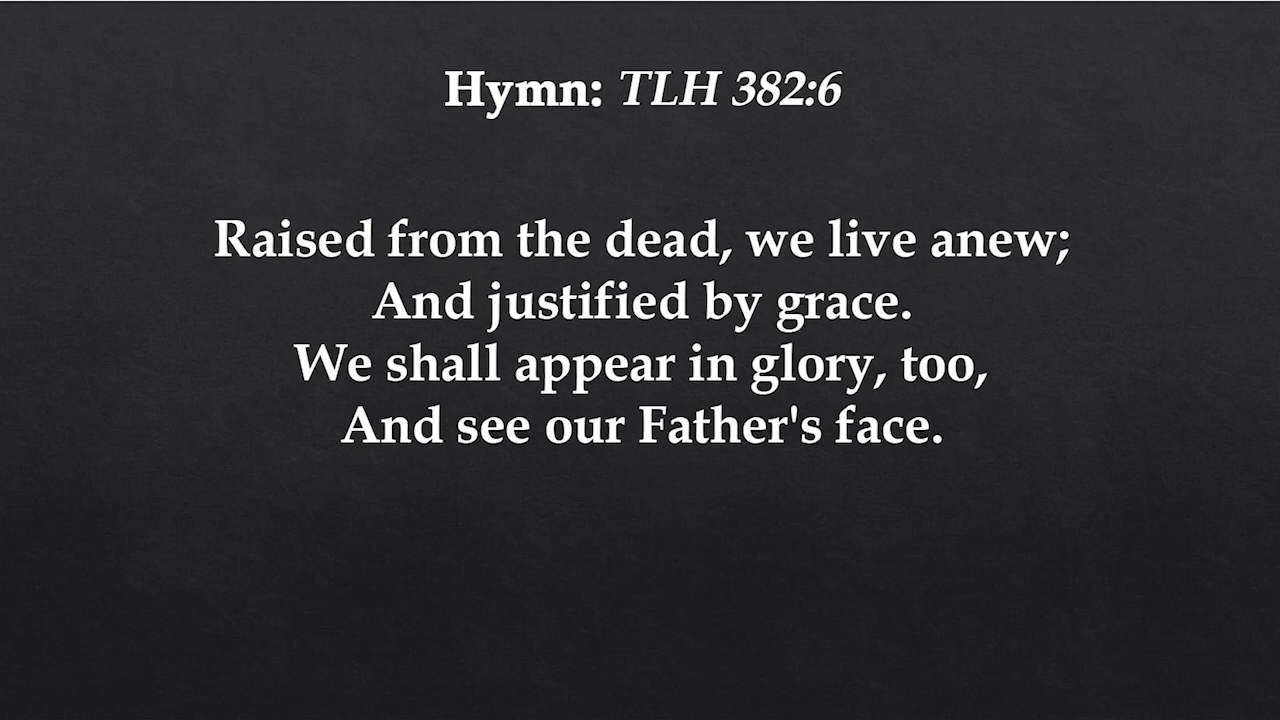 Hymn: TLH 382:6
Raised from the dead, we live anew;
And justified by grace.
We shall appear in glory, too,
And see our Father's face.